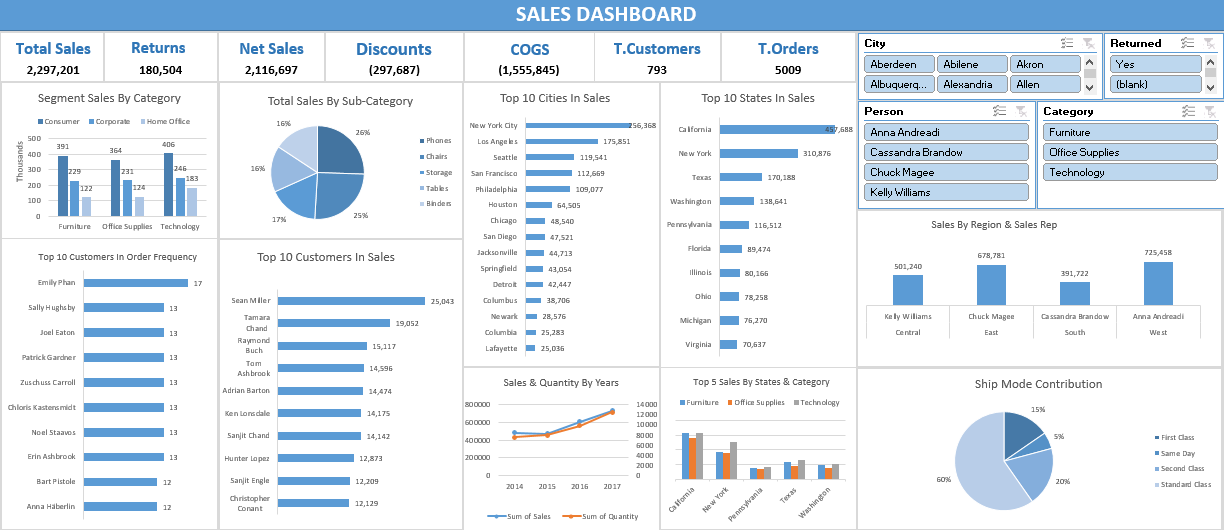 SALES DASHBOARD
Total Sales
2,297,201
Returns
180,504
Net Sales
2,116,697
Discounts
(297,687)
COGS
(1,555,845)
T.Customers
793
T.Orders
5009
City
Aberdeen
Abilene
Akron
Albuquerq...
Alexandria
Allen
Returned
Yes
(blank)
Person
Anna Andreadi
Cassandra Brandow
Chuck Magee
Kelly Williams
Category
Furniture
Office Supplies
Technology
Segment Sales By Category
Consumer Corporate Home Office
Thousands
500
400
300
200
100
0
391
229
122
364
231
124
406
246
183
Furniture Office Supplies Technology
Total Sales By Sub-Category
26%
25%
17%
16%
16%
Phones
Chairs
Storage
Tables
Binders
Top 10 Cities In Sales
New York City 256,368
Los Angeles 175,851
Seattle 119,541
San Francisco 112,669
Philadelphia 109,077
Houston 64,505
Chicago 48,540
San Diego 47,521
Jacksonville 44,713
Springfield 43,054
Detroit 42,447
Columbus 38,706
Newark 28,576
Columbia 25,283
Lafayette 25,036
Top 10 States In Sales
California 457,688
New York 310,876
Texas 170,188
Washington 138,641
Pennsylvania 116,512
Florida 89,474
Illinois 80,166
Ohio 78,258
Michigan 76,270
Virginia 70,637
Sales By Region & Sales Rep
501,240
678,781
391,722
725,458
Kelly Williams Chuck Magee Cassandra Brandow Anna Andreadi
Central East South West
Top 10 Customers In Order Frequency
Emily Phan 17
Sally Hughsby 13
Joel Eaton 13
Patrick Gardner 13
Zuschuss Carroll 13
Chloris Kastensmidt 13
Noel Staavos 13
Erin Ashbrook 13
Bart Pistole 12
Anna Häberlin 12
Top 10 Customers In Sales
Sean Miller 25,043
Tamara
Chand
19,052
Raymond
Buch
15,117
Tom
Ashbrook
14,596
Adrian Barton 14,474
Ken Lonsdale 14,175
Sanjit Chand 14,142
Hunter Lopez 12,873
Sanjit Engle 12,209
Christopher
Conant
12,129
Sales & Quantity By Years
800000
600000
400000
200000
0
14000
12000
10000
8000
6000
4000
2000
0
2014 2015 2016 2017
Sum of Sales Sum of Quantity
Top 5 Sales By States & Category
Furniture Office Supplies Technology
California New York Pennsylvania Texas Washington
Ship Mode Contribution
15%
5%
20%
60%
First Class
Same Day
Second Class
Standard Class